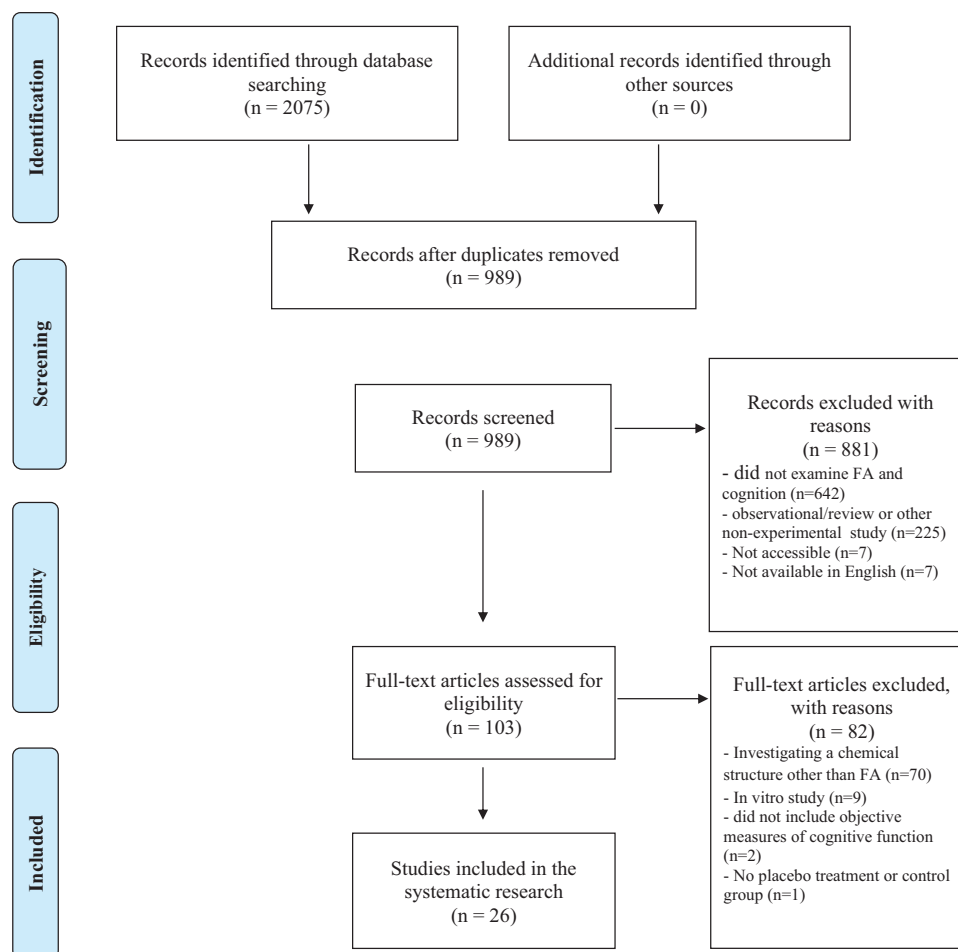 Identification
Records identified through database
searching
(n = 2075)
Additional records identified through
other sources
(n = 0)
Records after duplicates removed
(n = 989)
Screening
Records screened
(n = 989)
Records excluded with
reasons
(n = 881)
- did not examine FA and
cognition (n=642)
- observational/review or other
non-experimental study (n=225)
- Not accessible (n=7)
- Not available in English (n=7)
Eligibility
Full-text articles assessed for
eligibility
(n = 103)
Full-text articles excluded,
with reasons
(n = 82)
- Investigating a chemical
structure other than FA (n=70)
- In vitro study (n=9)
- did not include objective
measures of cognitive function
(n=2)
- No placebo treatment or control
group (n=1)
Included
Studies included in the
systematic research
(n = 26)